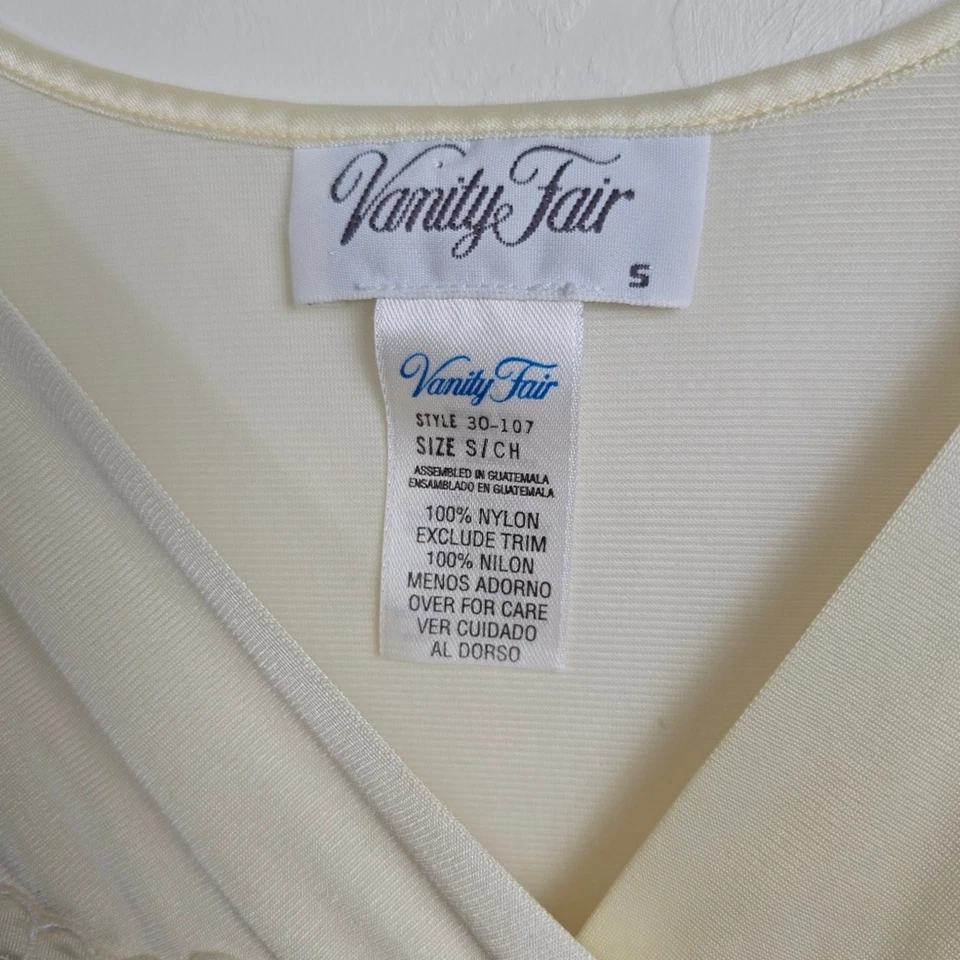 Vanity Fair
S
Vanity Fair
STYLE 30-107
SIZE S/CH
ASSEMBLED IN GUATEMALA
ENSAMBLADO EN GUATEMALA
100% NYLON
EXCLUDE TRIM
100% NILON
MENOS ADORNO
OVER FOR CARE
VER CUIDADO
AL DORSO